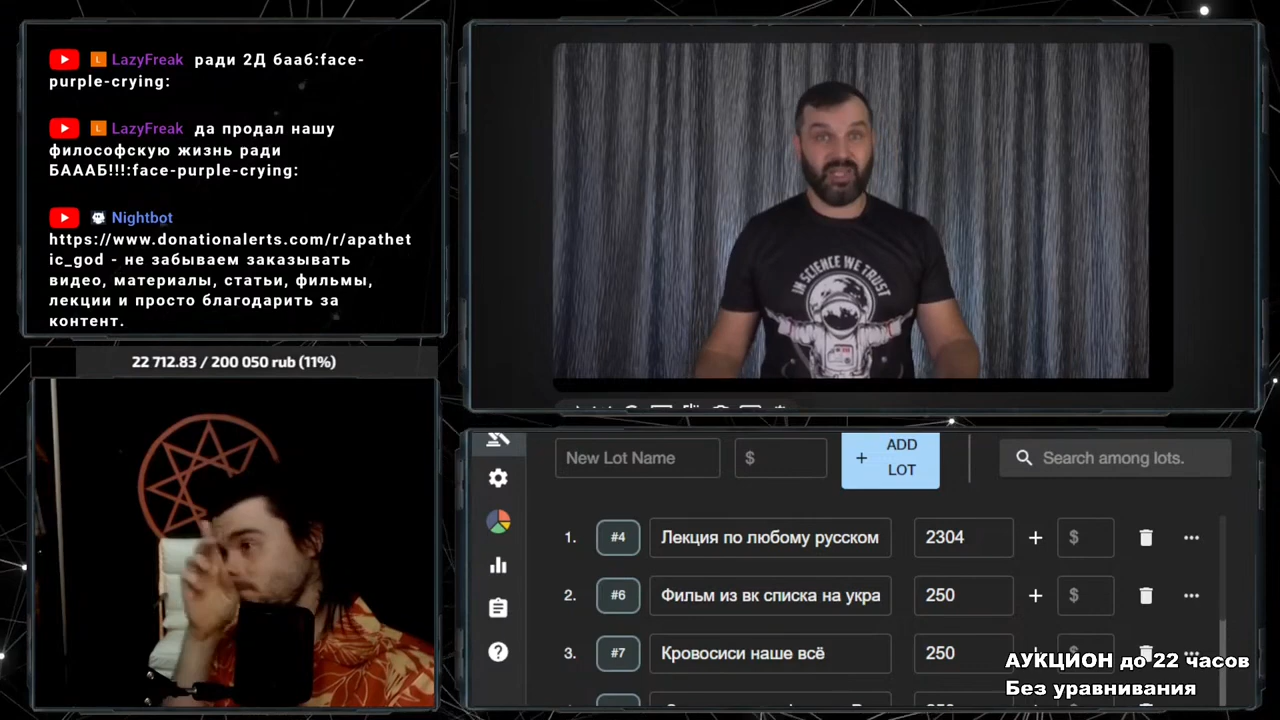 LazyFreak ради 2Д бааб:face-
purple-crying:
LazyFreak да продал нашу
философскую жизнь ради
БАААБ!!!:face-purple-crying:
Nightbot
https://www.donationalerts.com/r/apathet
ic_god - не забываем заказывать
видео, материалы, статьи, фильмы,
лекции и просто благодарить за
контент.
22 712.83 / 200 050 rub (11%)
IN SCIENCE WE TRUST
New Lot Name
$
+ ADD
LOT
Search among lots.
1. #4 Лекция по любому русском 2304 + $
2. #6 Фильм из вк списка на укра 250 + $
3. #7 Кровосиси наше всё 250
АУКЦИОН до 22 часов
Без уравнивания